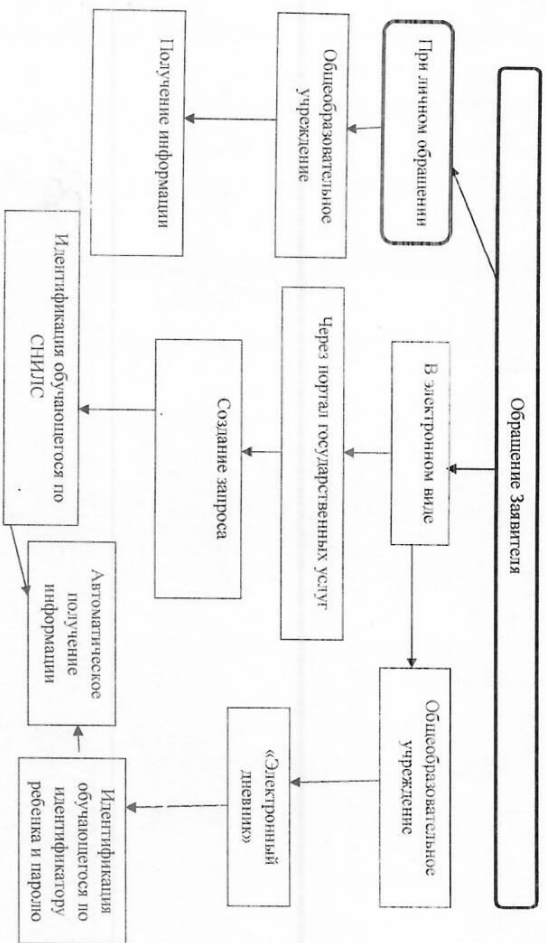 Обращение Заявителя
При личном обращении
В электронном виде
Общеобразовательное
учреждение
Общеобразовательное
учреждение
Через портал государственных услуг
«Электронный
дневник»
Получение информации
Создание запроса
Идентификация обучающегося по
СНИЛС
Автоматическое
получение
информации
Идентификация
обучающегося по
идентификатору
ребенка и паролю